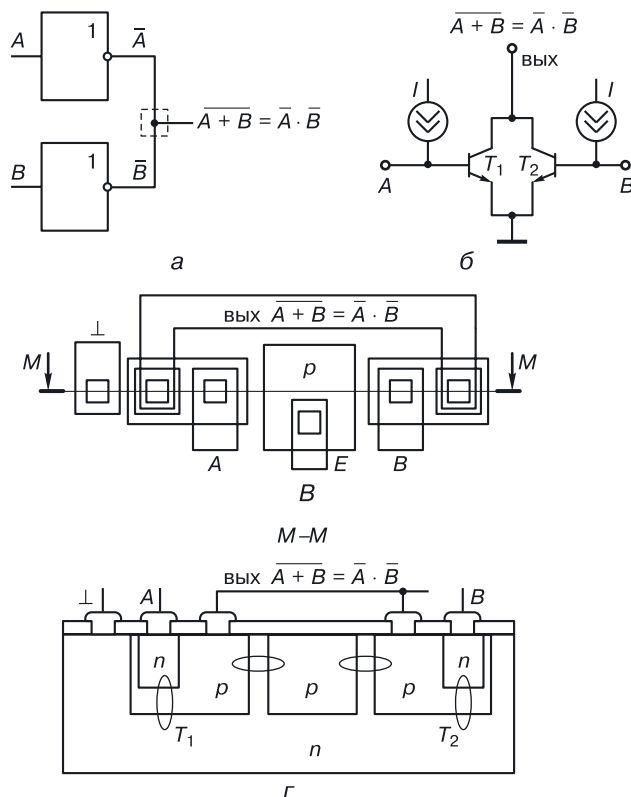 A 1 A̅
A̅ ̅+̅ ̅B̅ = A̅ · B̅
B 1 B̅
а
A̅ ̅+̅ ̅B̅ = A̅ · B̅
вых
I I
T1 T2
A B
б
вых A̅ ̅+̅ ̅B̅ = A̅ · B̅
⊥
M M
p
A E B
В
M–M
вых A̅ ̅+̅ ̅B̅ = A̅ · B̅
⊥ A B
n p p p n
T1 T2
n
г